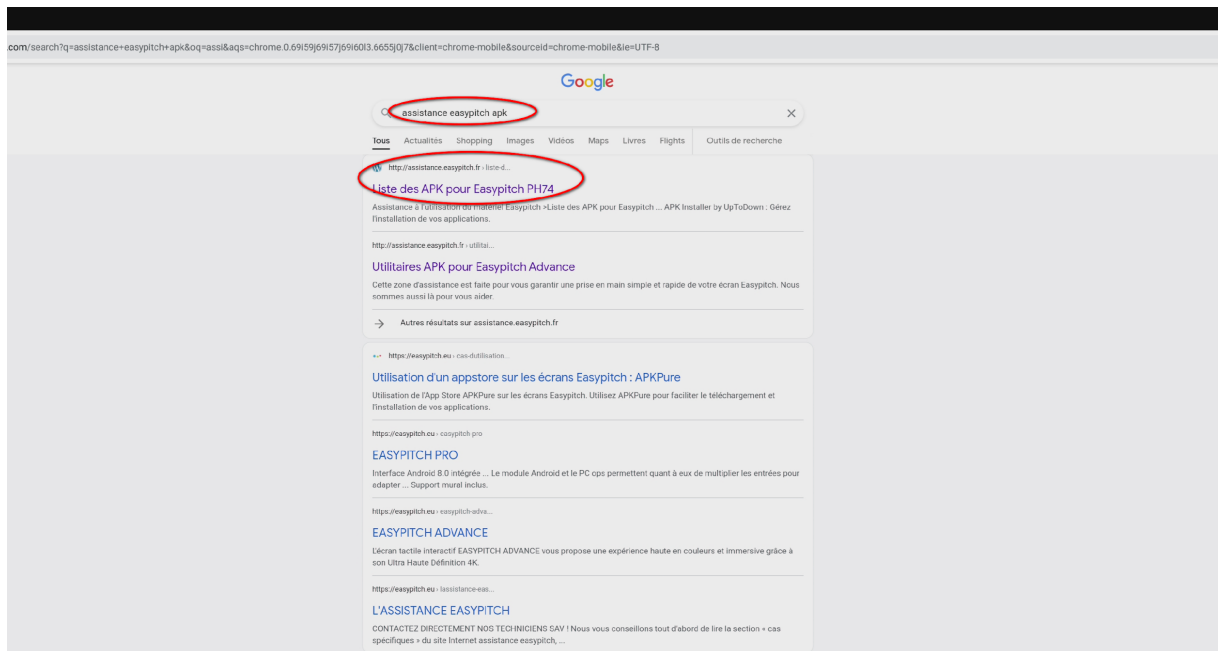 .com/search?q=assistance+easypitch+apk&oq=assi&aqs=chrome.0.69i59j69i57j69i60l3.6655j0j7&client=chrome-mobile&sourceid=chrome-mobile&ie=UTF-8
Google
assistance easypitch apk
Tous Actualités Shopping Images Vidéos Maps Livres Flights Outils de recherche
http://assistance.easypitch.fr › liste-d...
Liste des APK pour Easypitch PH74
Assistance à l'utilisation du matériel Easypitch >Liste des APK pour Easypitch ... APK Installer by UpToDown : Gérez
l'installation de vos applications.
http://assistance.easypitch.fr › utilitai...
Utilitaires APK pour Easypitch Advance
Cette zone d'assistance est faite pour vous garantir une prise en main simple et rapide de votre écran Easypitch. Nous
sommes aussi là pour vous aider.
Autres résultats sur assistance.easypitch.fr
https://easypitch.eu › cas-dutilisation...
Utilisation d'un appstore sur les écrans Easypitch : APKPure
Utilisation de l'App Store APKPure sur les écrans Easypitch. Utilisez APKPure pour faciliter le téléchargement et
l'installation de vos applications.
https://easypitch.eu › easypitch-pro
EASYPITCH PRO
Interface Android 8.0 intégrée ... Le module Android et le PC ops permettent quant à eux de multiplier les entrées pour
adapter ... Support mural inclus.
https://easypitch.eu › easypitch-adva...
EASYPITCH ADVANCE
L'écran tactile interactif EASYPITCH ADVANCE vous propose une expérience haute en couleurs et immersive grâce à
son Ultra Haute Définition 4K.
https://easypitch.eu › lassistance-eas...
L'ASSISTANCE EASYPITCH
CONTACTEZ DIRECTEMENT NOS TECHNICIENS SAV ! Nous vous conseillons tout d'abord de lire la section « cas
spécifiques » du site Internet assistance easypitch, ...